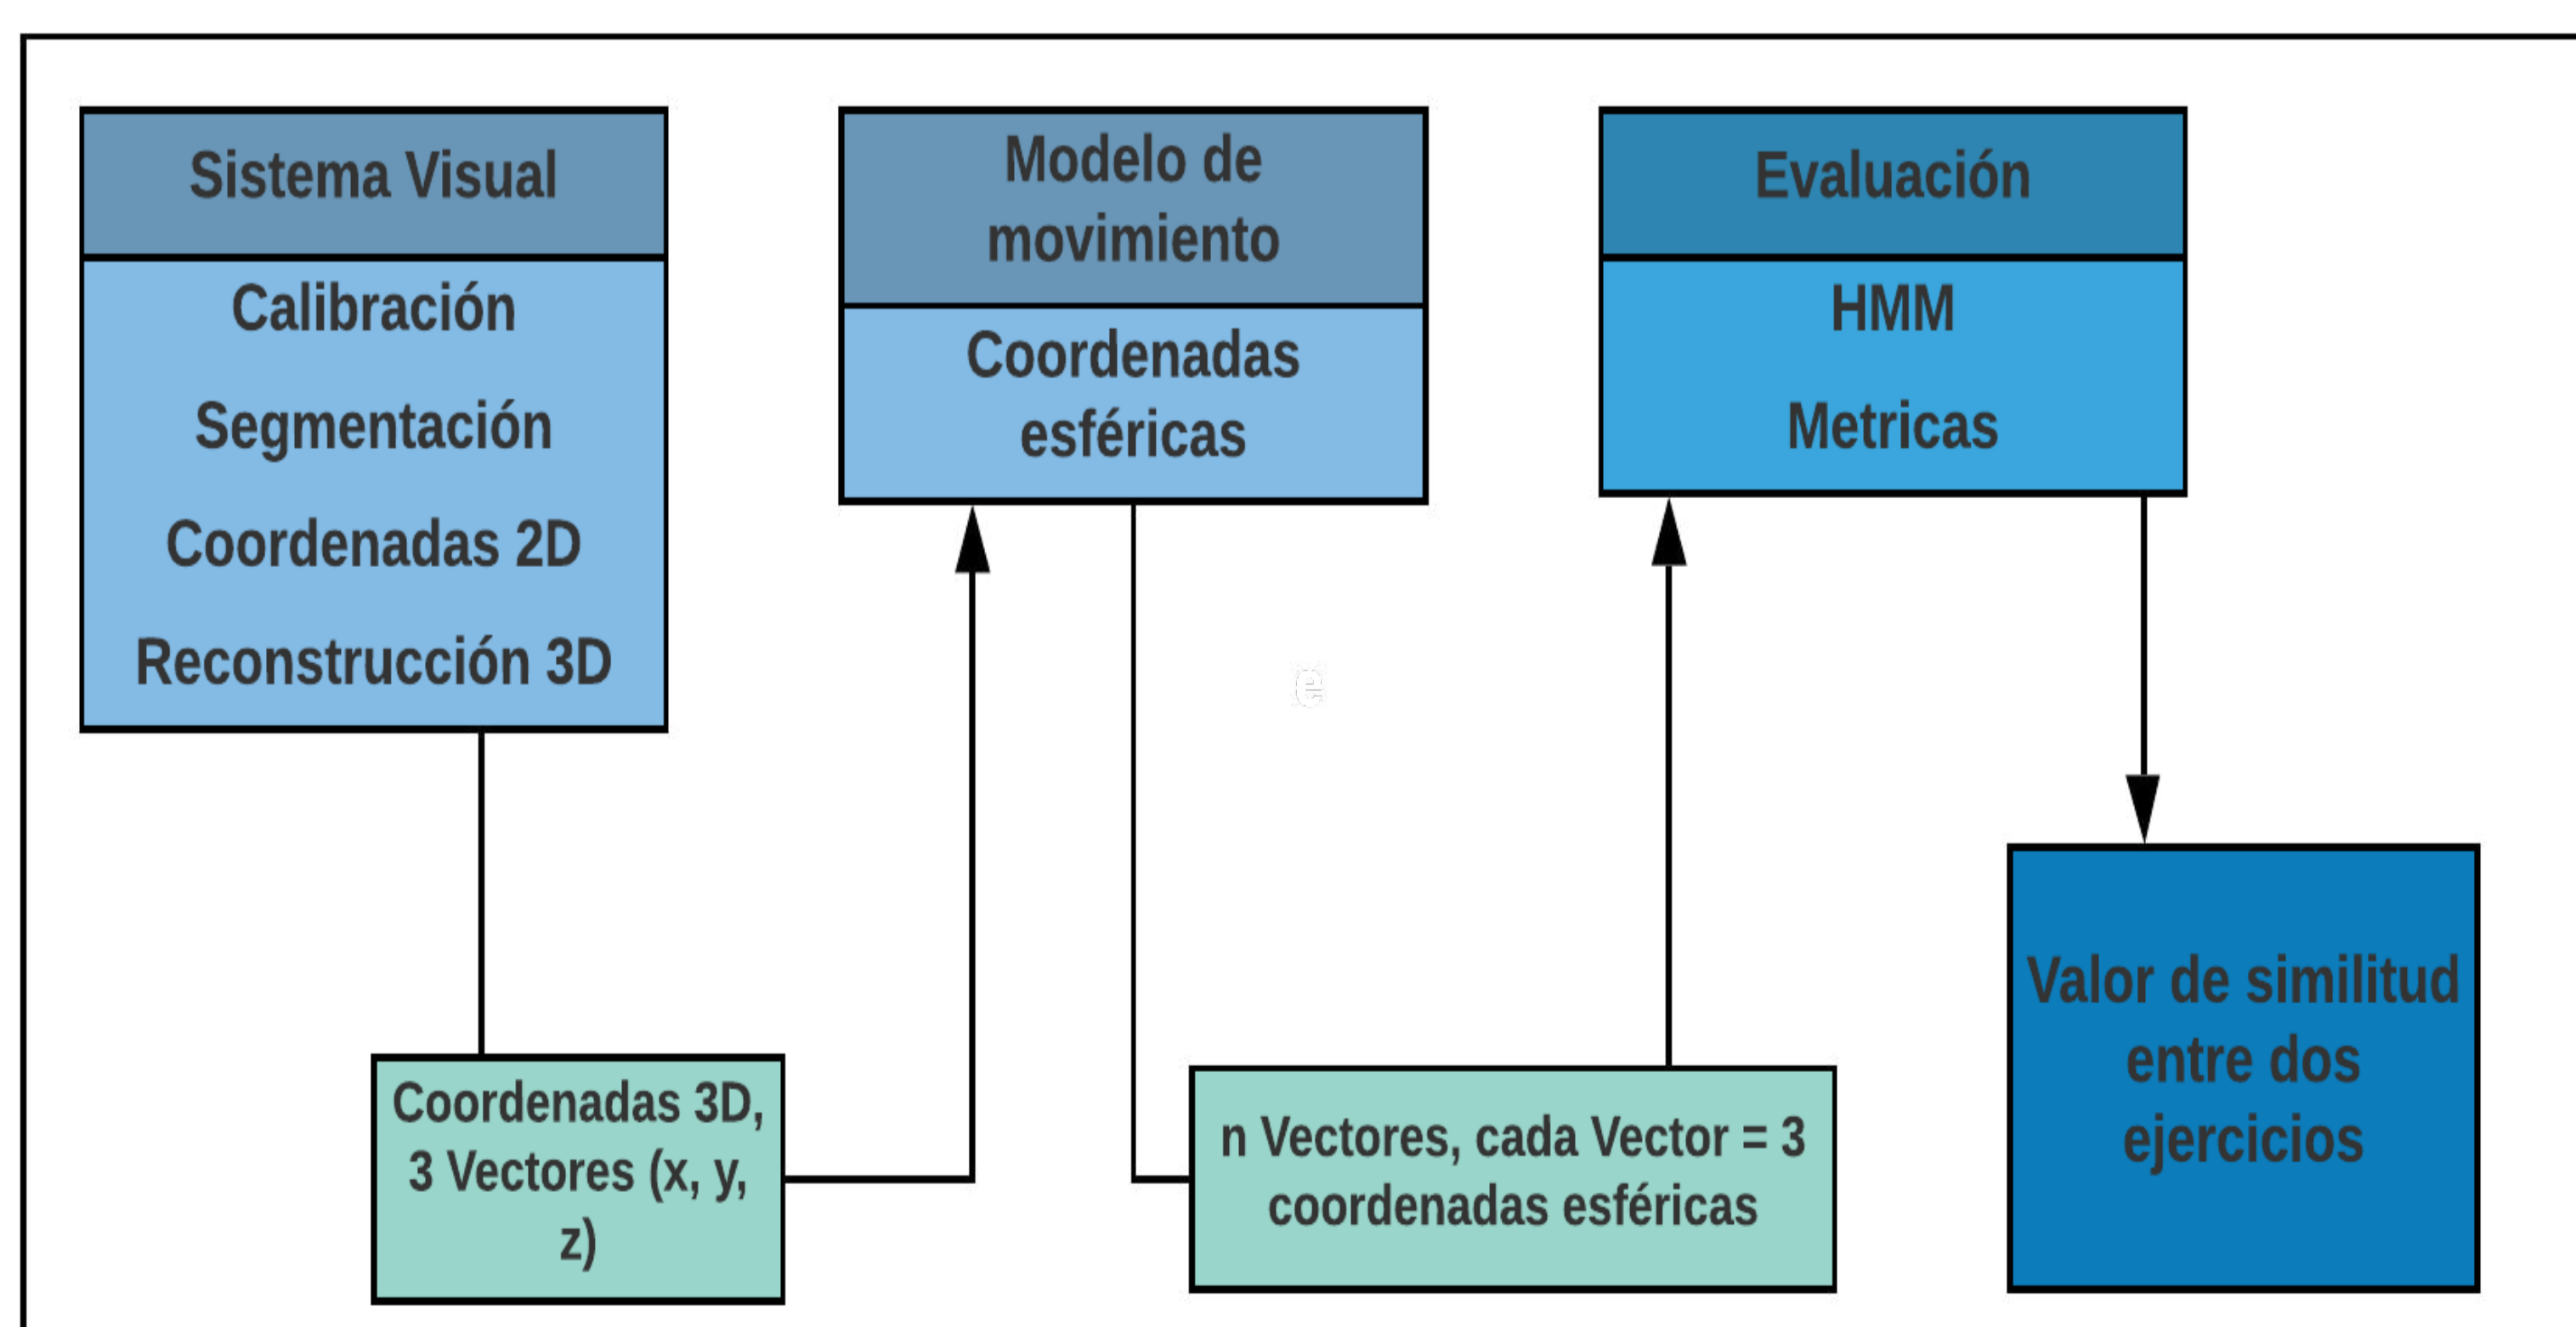 Sistema Visual
Calibración
Segmentación
Coordenadas 2D
Reconstrucción 3D
Coordenadas 3D,
3 Vectores (x, y,
z)
Modelo de
movimiento
Coordenadas
esféricas
e
n Vectores, cada Vector = 3
coordenadas esféricas
Evaluación
HMM
Metricas
Valor de similitud
entre dos
ejercicios